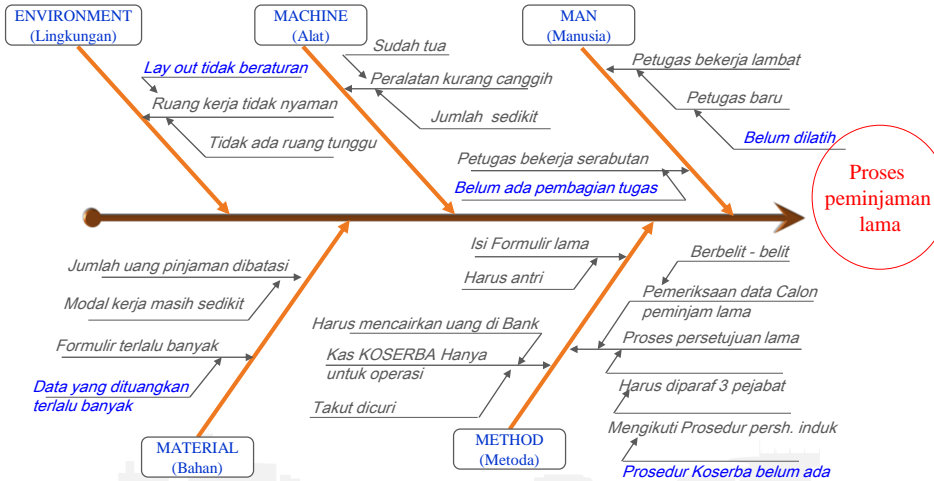 ENVIRONMENT
(Lingkungan)
MACHINE
(Alat)
MAN
(Manusia)
Sudah tua
Lay out tidak beraturan
Petugas bekerja lambat
Peralatan kurang canggih
Ruang kerja tidak nyaman
Petugas baru
Jumlah sedikit
Tidak ada ruang tunggu
Belum dilatih
Petugas bekerja serabutan
Belum ada pembagian tugas
Proses
peminjaman
lama
Isi Formulir lama
Berbelit - belit
Jumlah uang pinjaman dibatasi
Harus antri
Modal kerja masih sedikit
Pemeriksaan data Calon
peminjam lama
Harus mencairkan uang di Bank
Formulir terlalu banyak
Proses persetujuan lama
Kas KOSERBA Hanya
untuk operasi
Data yang dituangkan
terlalu banyak
Harus diparaf 3 pejabat
Takut dicuri
Mengikuti Prosedur persh. induk
MATERIAL
(Bahan)
METHOD
(Metoda)
Prosedur Koserba belum ada